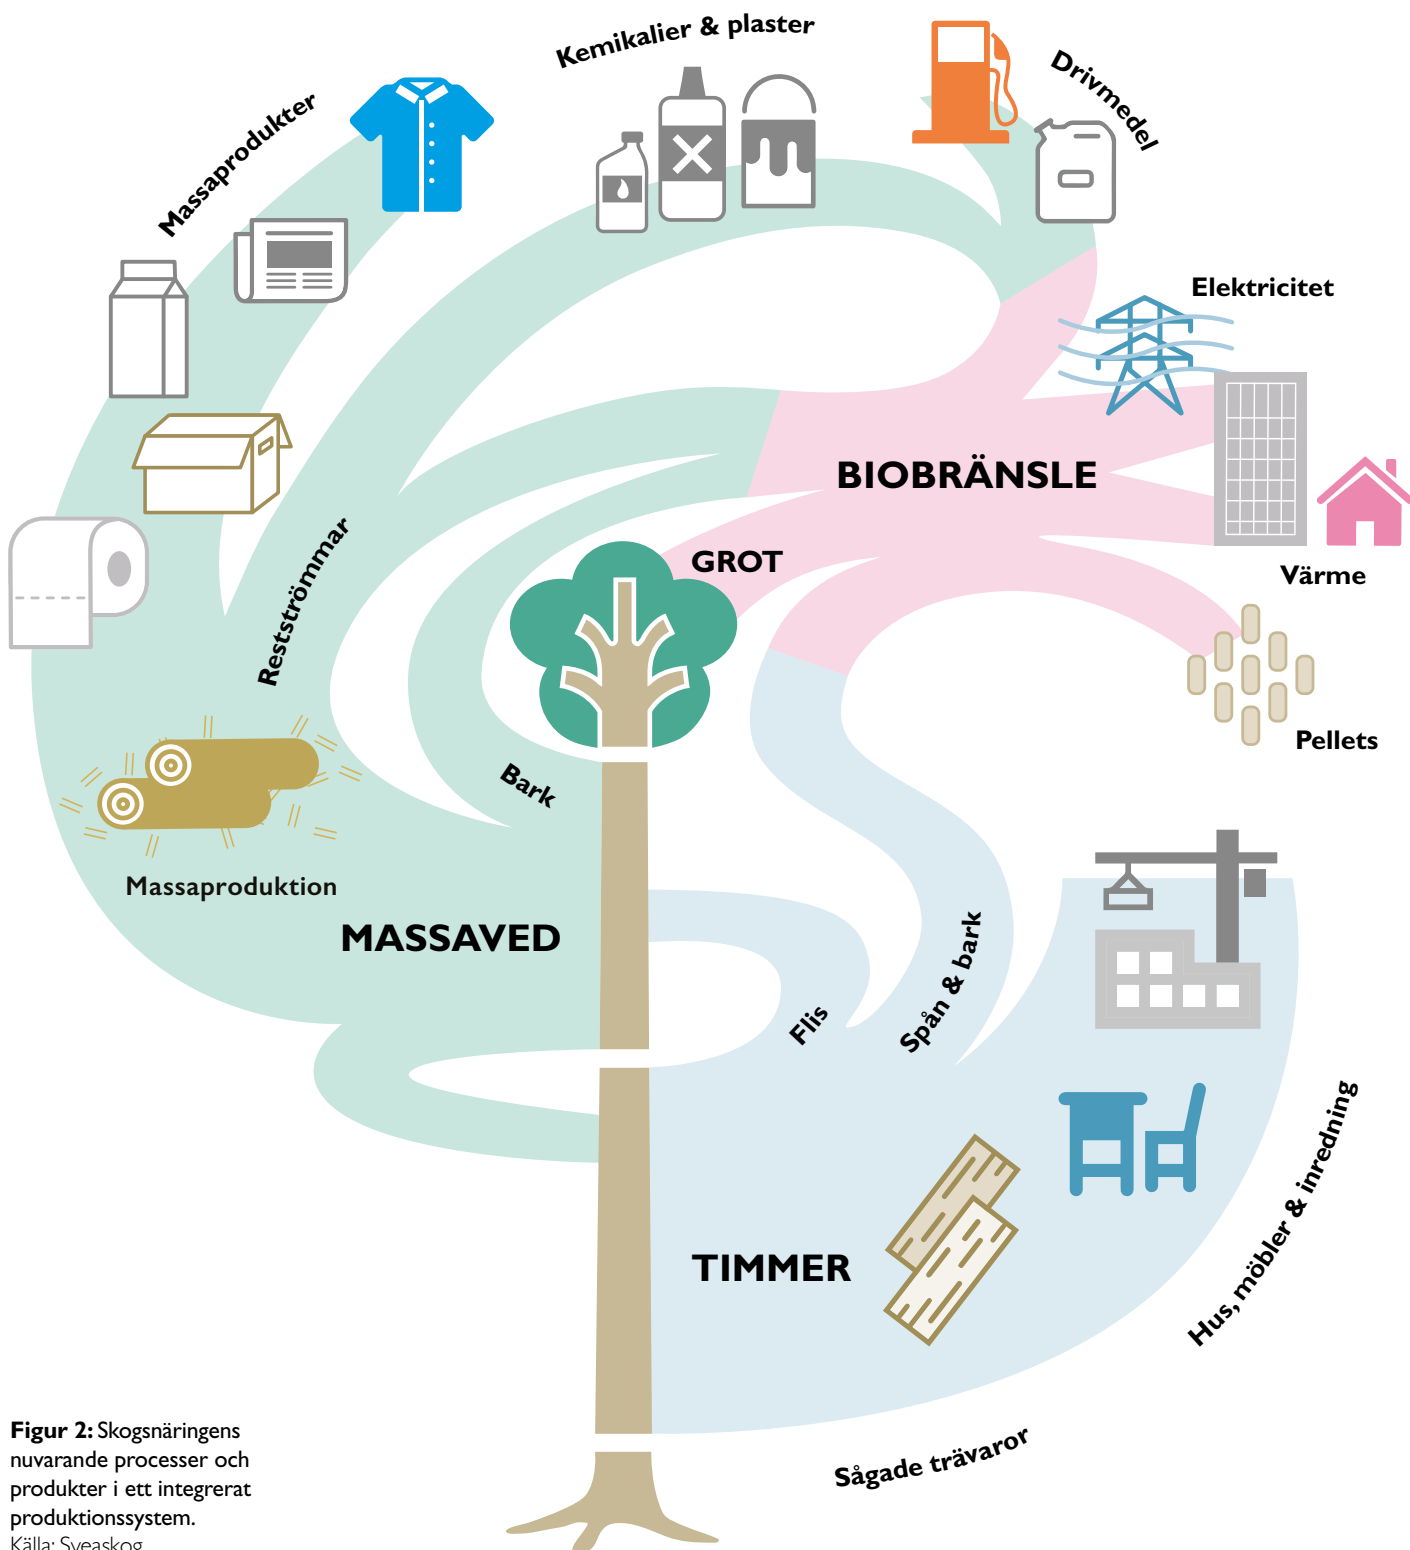 Kemikalier & plaster
Drivmedel
Massaprodukter
Elektricitet
BIOBRÄNSLE
GROT
Restströmmar
Värme
Pellets
Bark
Massaproduktion
MASSAVED
Flis
Spån & bark
Hus, möbler & inredning
TIMMER
Sågade trävaror
Figur 2: Skogsnäringens
nuvarande processer och
produkter i ett integrerat
produktionssystem.
Källa: Sveaskog